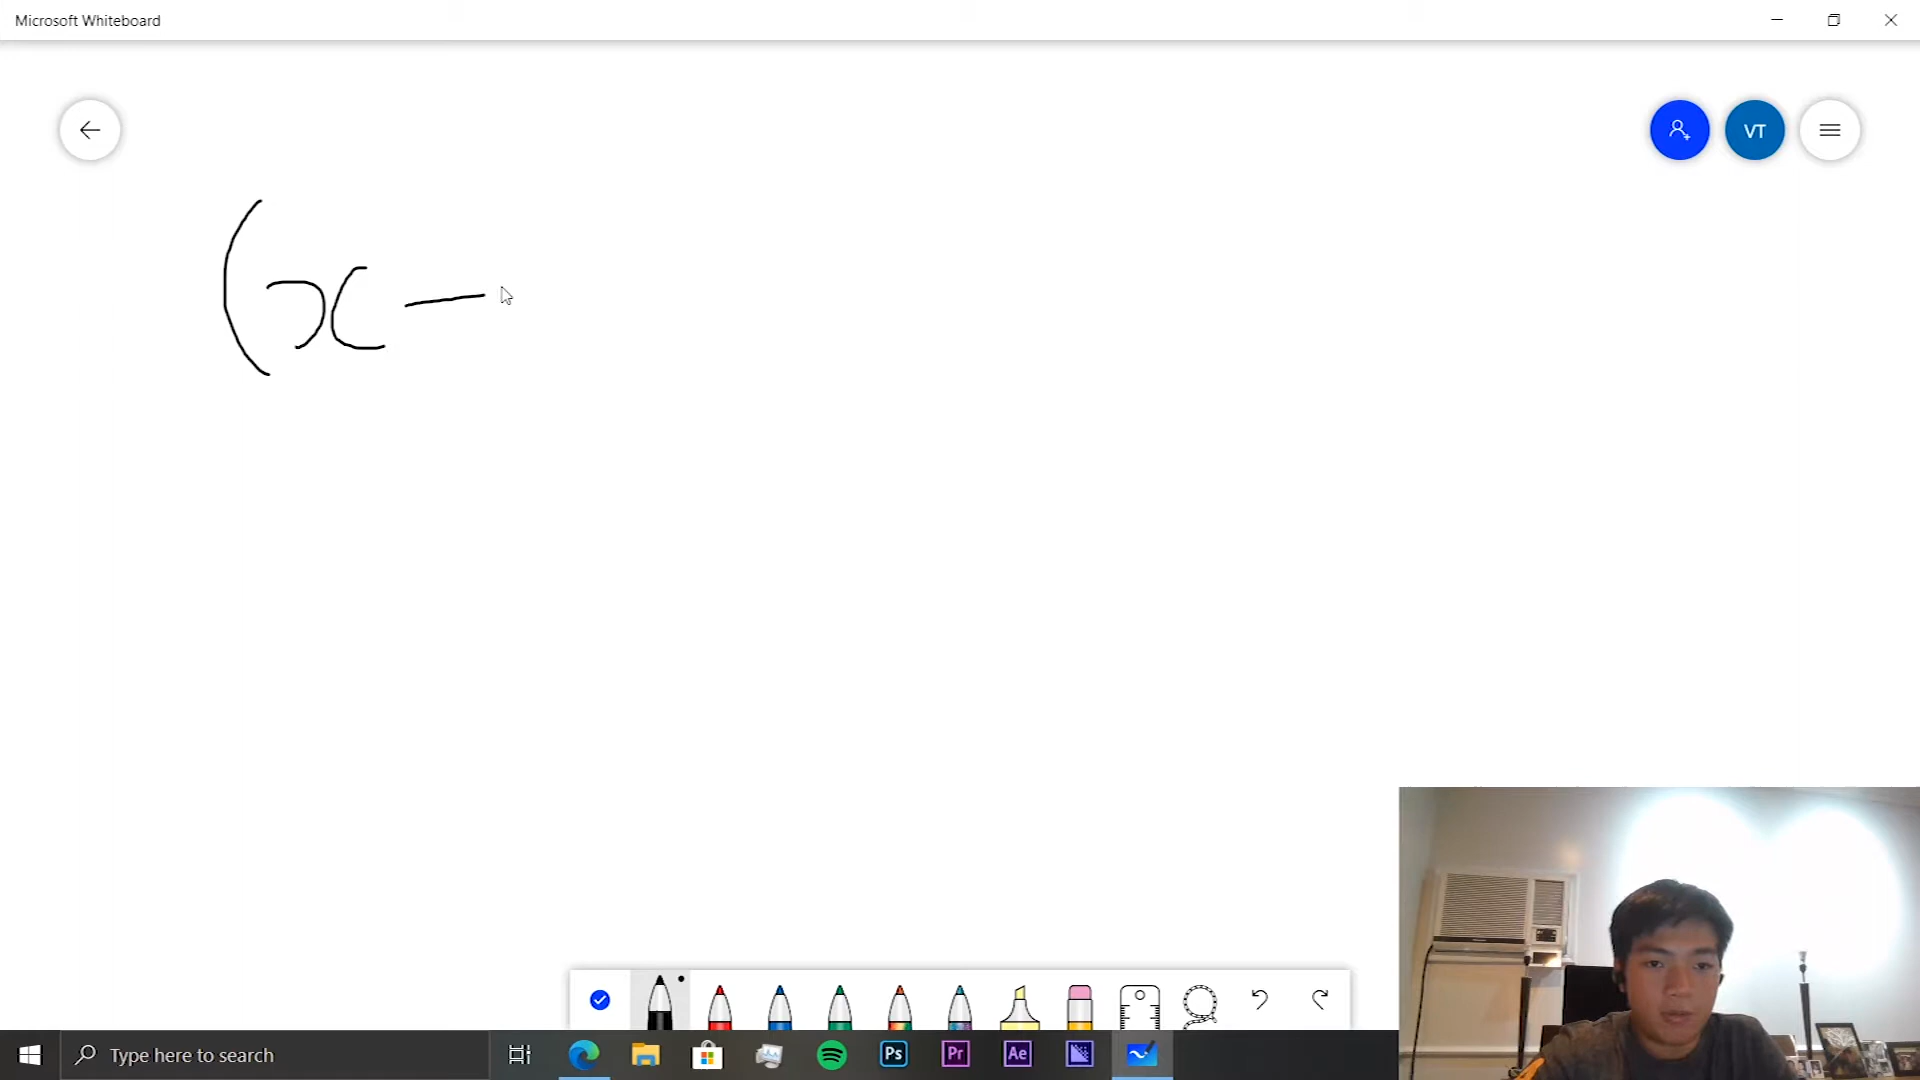 Microsoft Whiteboard
VT
(x −
Type here to search
Ps
Pr
Ae